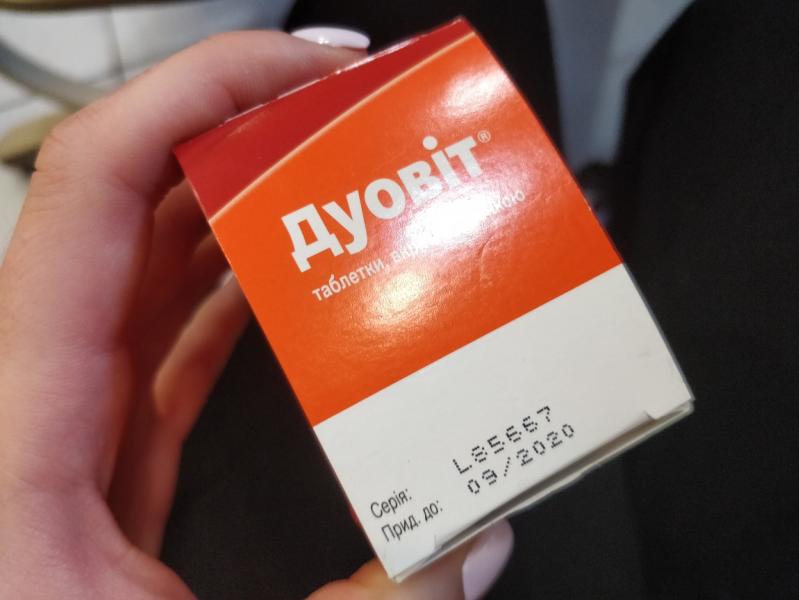 Дуовіт®
таблетки,
Серія: L85667
Прид. до: 09/2020